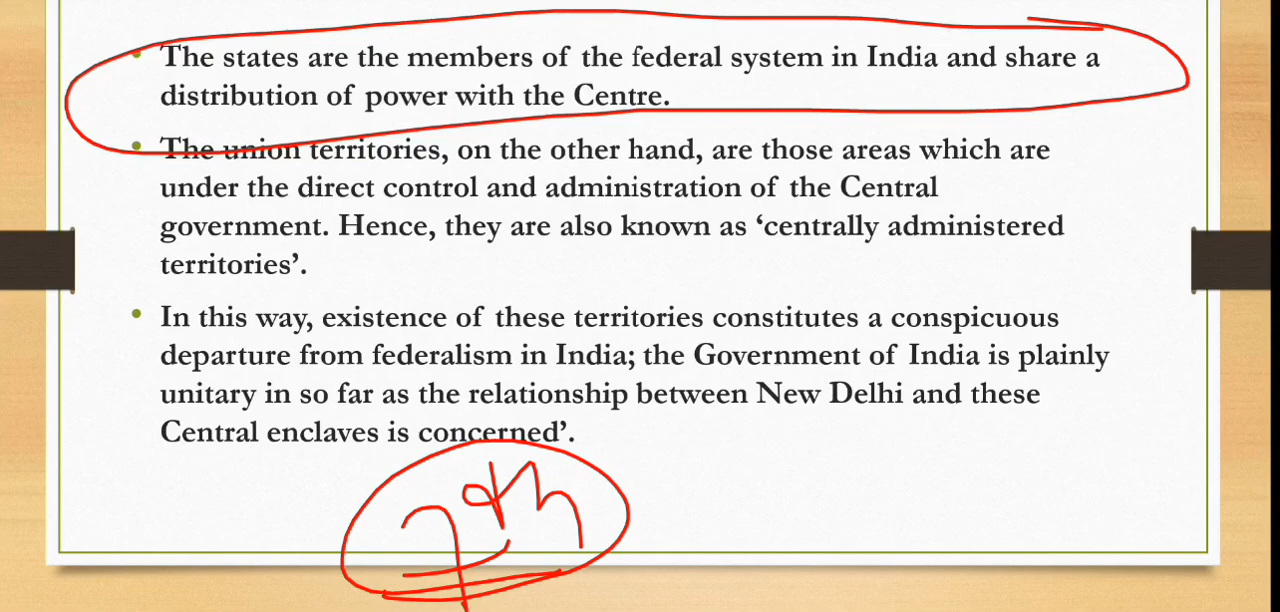 • The states are the members of the federal system in India and share a
distribution of power with the Centre.
• The union territories, on the other hand, are those areas which are
under the direct control and administration of the Central
government. Hence, they are also known as ‘centrally administered
territories’.
• In this way, existence of these territories constitutes a conspicuous
departure from federalism in India; the Government of India is plainly
unitary in so far as the relationship between New Delhi and these
Central enclaves is concerned’.
7th